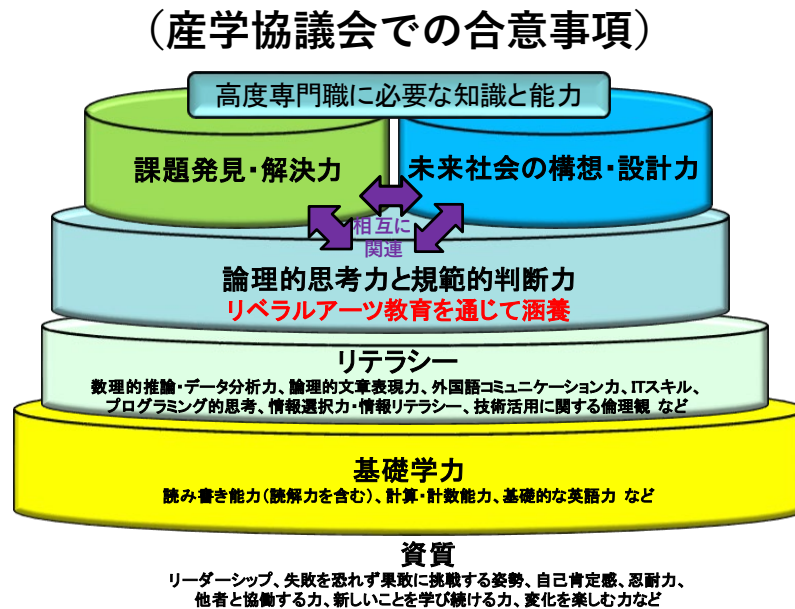 (産学協議会での合意事項)
高度専門職に必要な知識と能力
課題発見・解決力
未来社会の構想・設計力
相互に
関連
論理的思考力と規範的判断力
リベラルアーツ教育を通じて涵養
リテラシー
数理的推論・データ分析力、論理的文章表現力、外国語コミュニケーション力、ITスキル、
プログラミング的思考、情報選択力・情報リテラシー、技術活用に関する倫理観 など
基礎学力
読み書き能力(読解力を含む)、計算・計数能力、基礎的な英語力 など
資質
リーダーシップ、失敗を恐れず果敢に挑戦する姿勢、自己肯定感、忍耐力、
他者と協働する力、新しいことを学び続ける力、変化を楽しむ力など